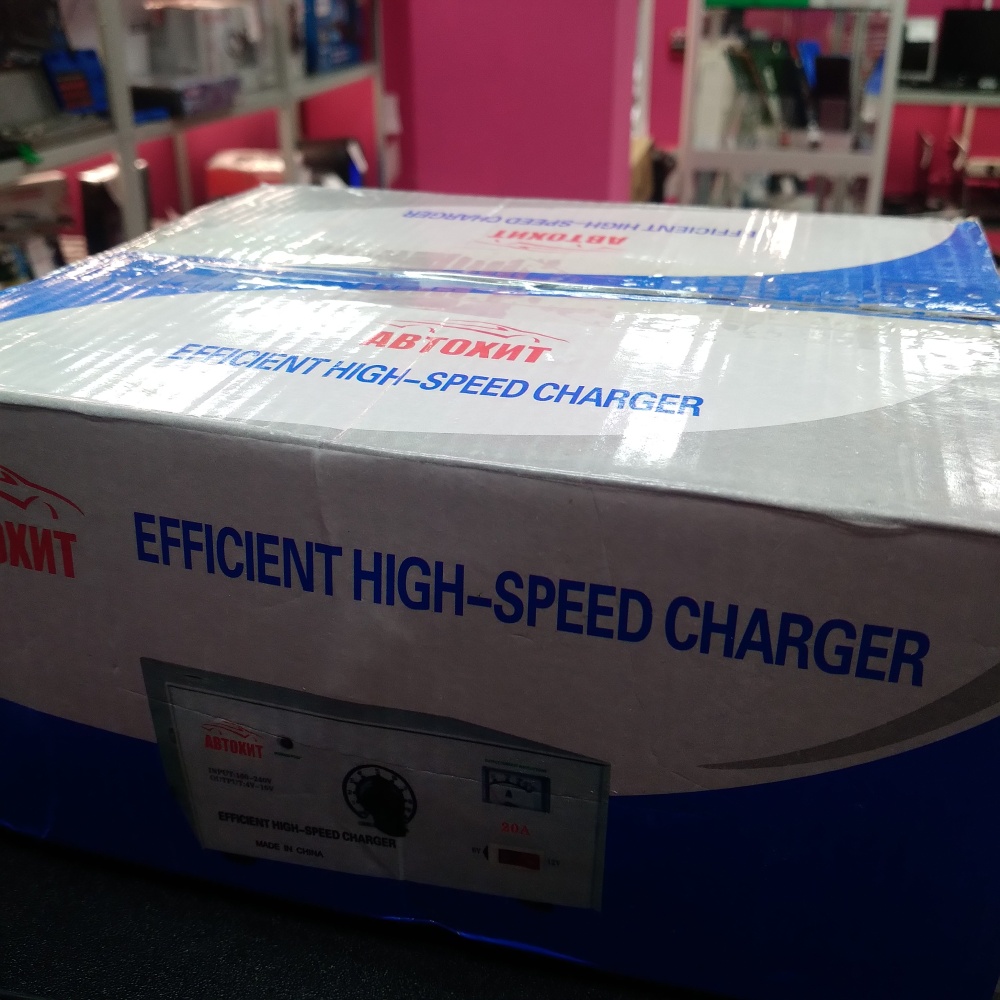 EFFICIENT HIGH-SPEED CHARGER
АВТОХИТ
АВТОХИТ
EFFICIENT HIGH-SPEED CHARGER
EFFICIENT HIGH-SPEED CHARGER
АВТОХИТ
EFFICIENT HIGH-SPEED CHARGER
MADE IN CHINA
20A